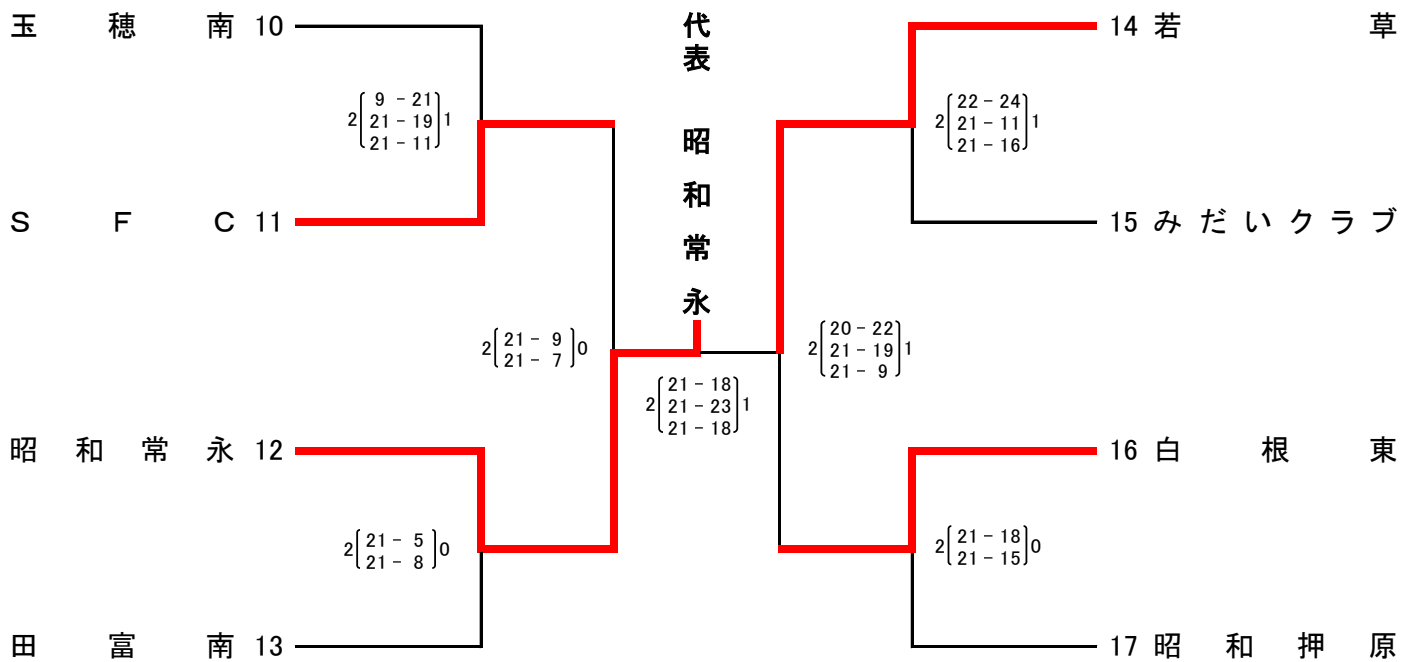 玉穂南 10
2 9 - 21 1
21 - 19
21 - 11
SFC 11
2 21 - 9 0
21 - 7
昭和常永 12
2 21 - 5 0
21 - 8
田富南 13
代表 昭和常永
2 21 - 18 1
21 - 23
21 - 18
14 若草
2 22 - 24 1
21 - 11
21 - 16
15 みだいクラブ
2 20 - 22 1
21 - 19
21 - 9
16 白根東
2 21 - 18 0
21 - 15
17 昭和押原